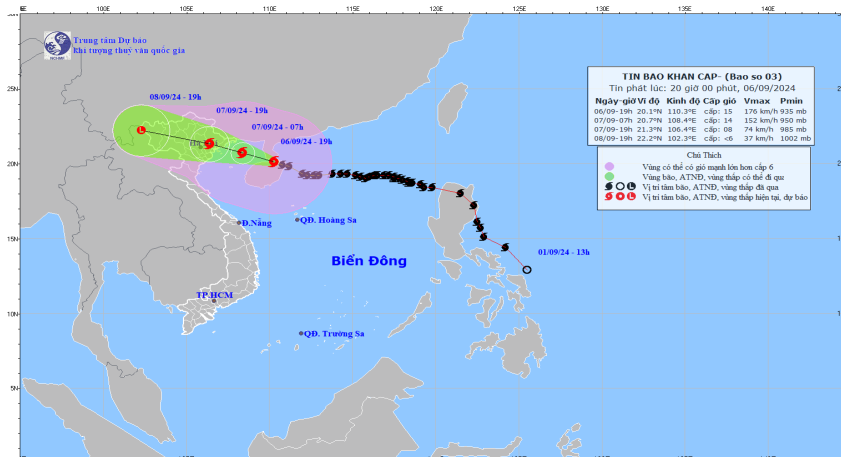 E 100E 105E 110E 115E 120E 125E 130E 135E 140E
Trung tâm Dự báo
khí tượng thuỷ văn quốc gia
25N
20N
15N
10N
5N
08/09/24 - 19h
07/09/24 - 19h
07/09/24 - 07h
06/09/24 - 19h
01/09/24 - 13h
TIN BAO KHAN CAP- (Bao so 03)
Tin phát lúc: 20 giờ 00 phút, 06/09/2024
Ngày-giờ Vĩ độ Kinh độ Cấp gió Vmax Pmin
06/09-19h 20.1°N 110.3°E cấp: 15 176 km/h 935 mb
07/09-07h 20.7°N 108.4°E cấp: 14 152 km/h 950 mb
07/09-19h 21.3°N 106.4°E cấp: 08 74 km/h 985 mb
08/09-19h 22.2°N 102.3°E cấp: <6 37 km/h 1002 mb
Chú Thích
Vùng có thể có gió mạnh lớn hơn cấp 6
Vùng bão, ATNĐ, vùng thấp có thể đi qua
Vị trí tâm bão, ATNĐ, vùng thấp đã qua
Vị trí tâm bão, ATNĐ, vùng thấp hiện tại, dự báo
Đ.Nẵng
QĐ. Hoàng Sa
Biển Đông
TP.HCM
QĐ. Trường Sa